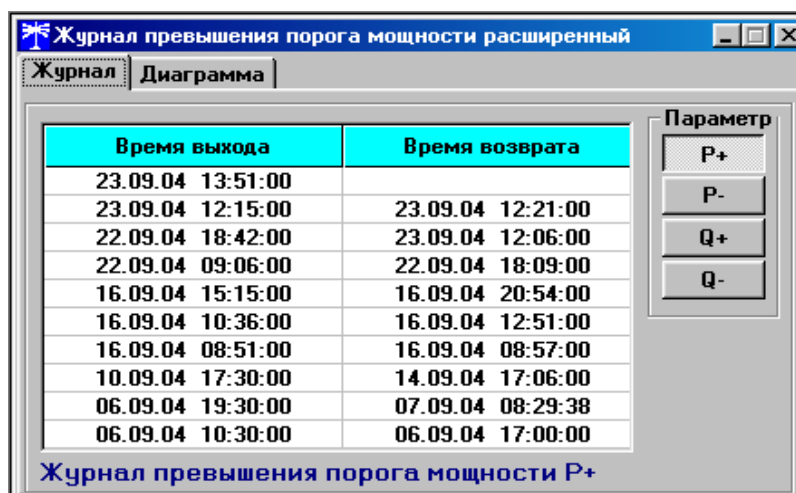 Журнал превышения порога мощности расширенный
Журнал Диаграмма
Параметр
Время выхода Время возврата
P+
23.09.04 13:51:00
P-
23.09.04 12:15:00 23.09.04 12:21:00
22.09.04 18:42:00 23.09.04 12:06:00
Q+
22.09.04 09:06:00 22.09.04 18:09:00
Q-
16.09.04 15:15:00 16.09.04 20:54:00
16.09.04 10:36:00 16.09.04 12:51:00
16.09.04 08:51:00 16.09.04 08:57:00
10.09.04 17:30:00 14.09.04 17:06:00
06.09.04 19:30:00 07.09.04 08:29:38
06.09.04 10:30:00 06.09.04 17:00:00
Журнал превышения порога мощности P+